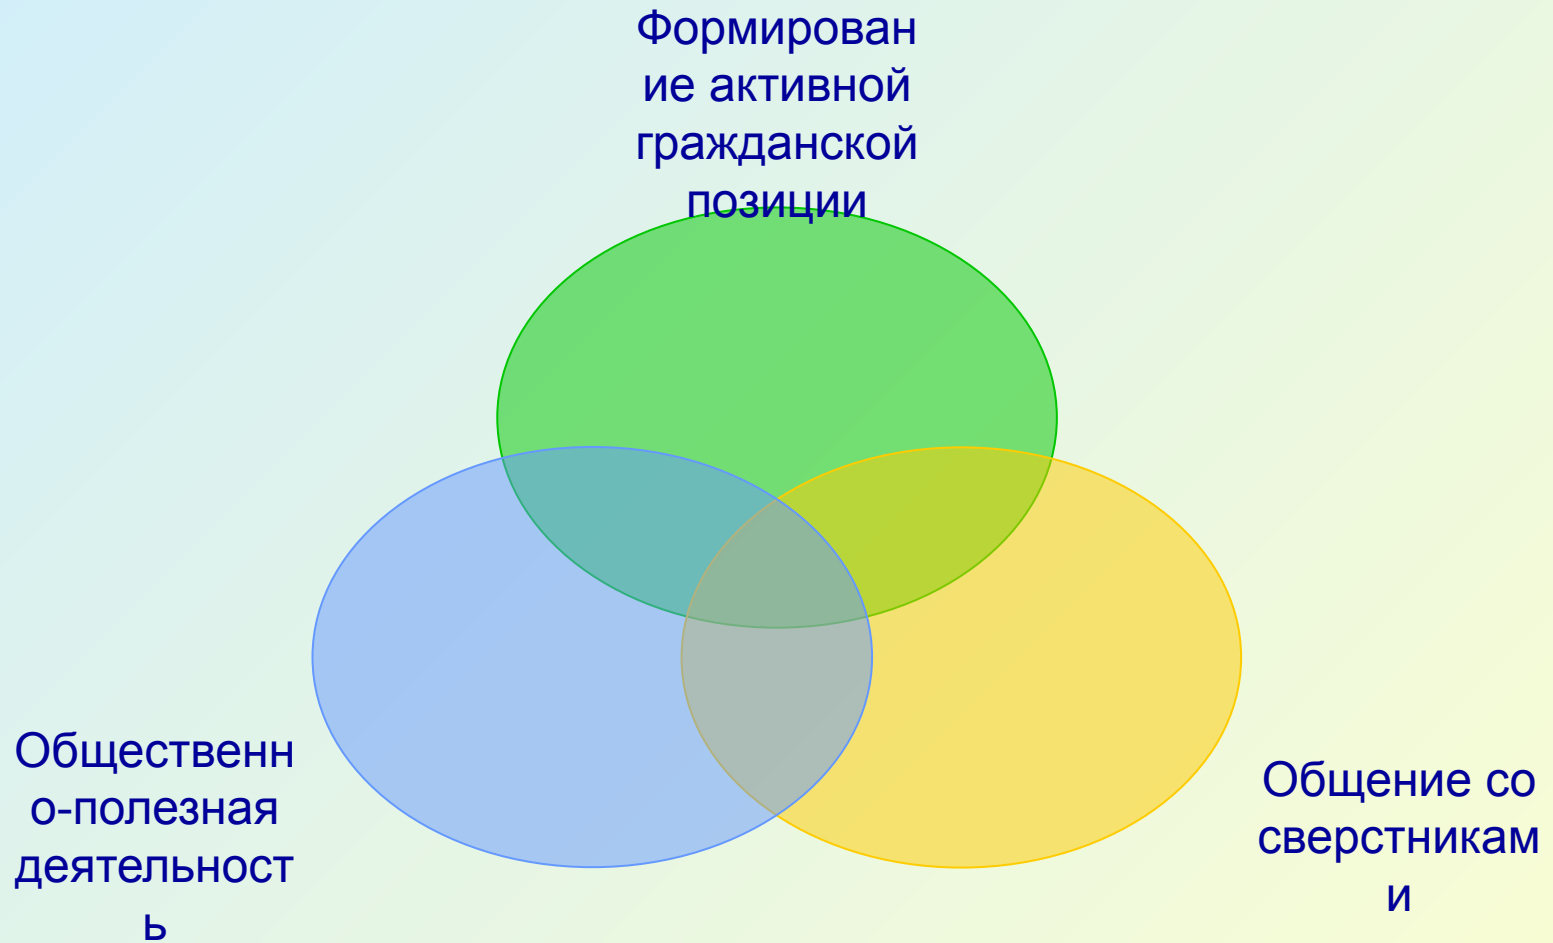 Формирован
ие активной
гражданской
позиции
Общественн
о-полезная
деятельност
ь
Общение со
сверстникам
и